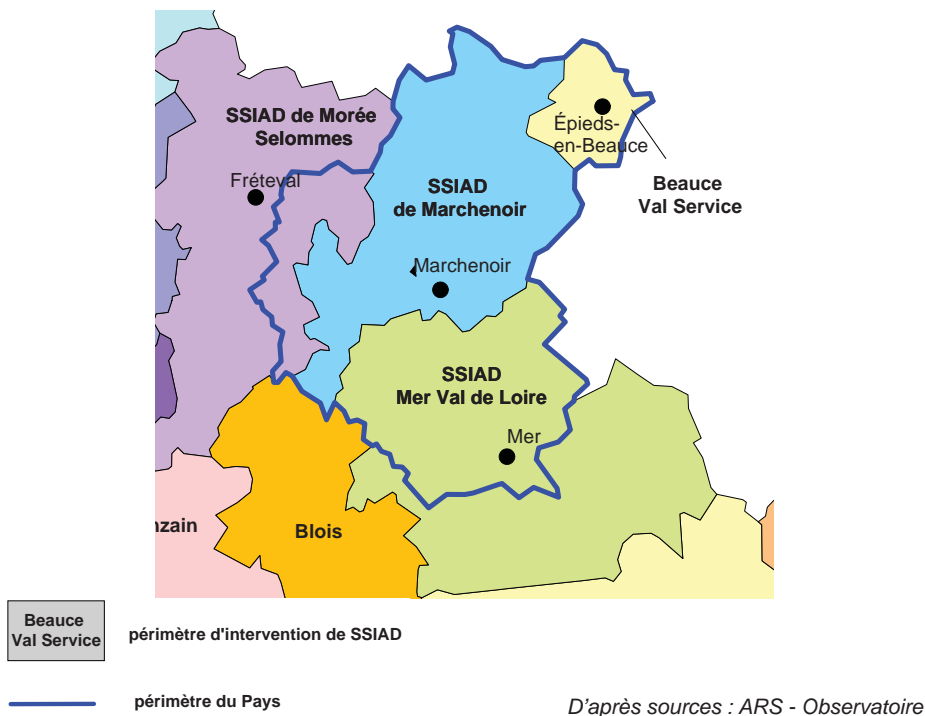 SSIAD de Morée
Selommes
Fréteval
Épieds-
en-Beauce
SSIAD
de Marchenoir
Beauce
Val Service
Marchenoir
SSIAD
Mer Val de Loire
Mer
nzain
Blois
Beauce
Val Service
périmètre d'intervention de SSIAD
périmètre du Pays
D'après sources : ARS - Observatoire